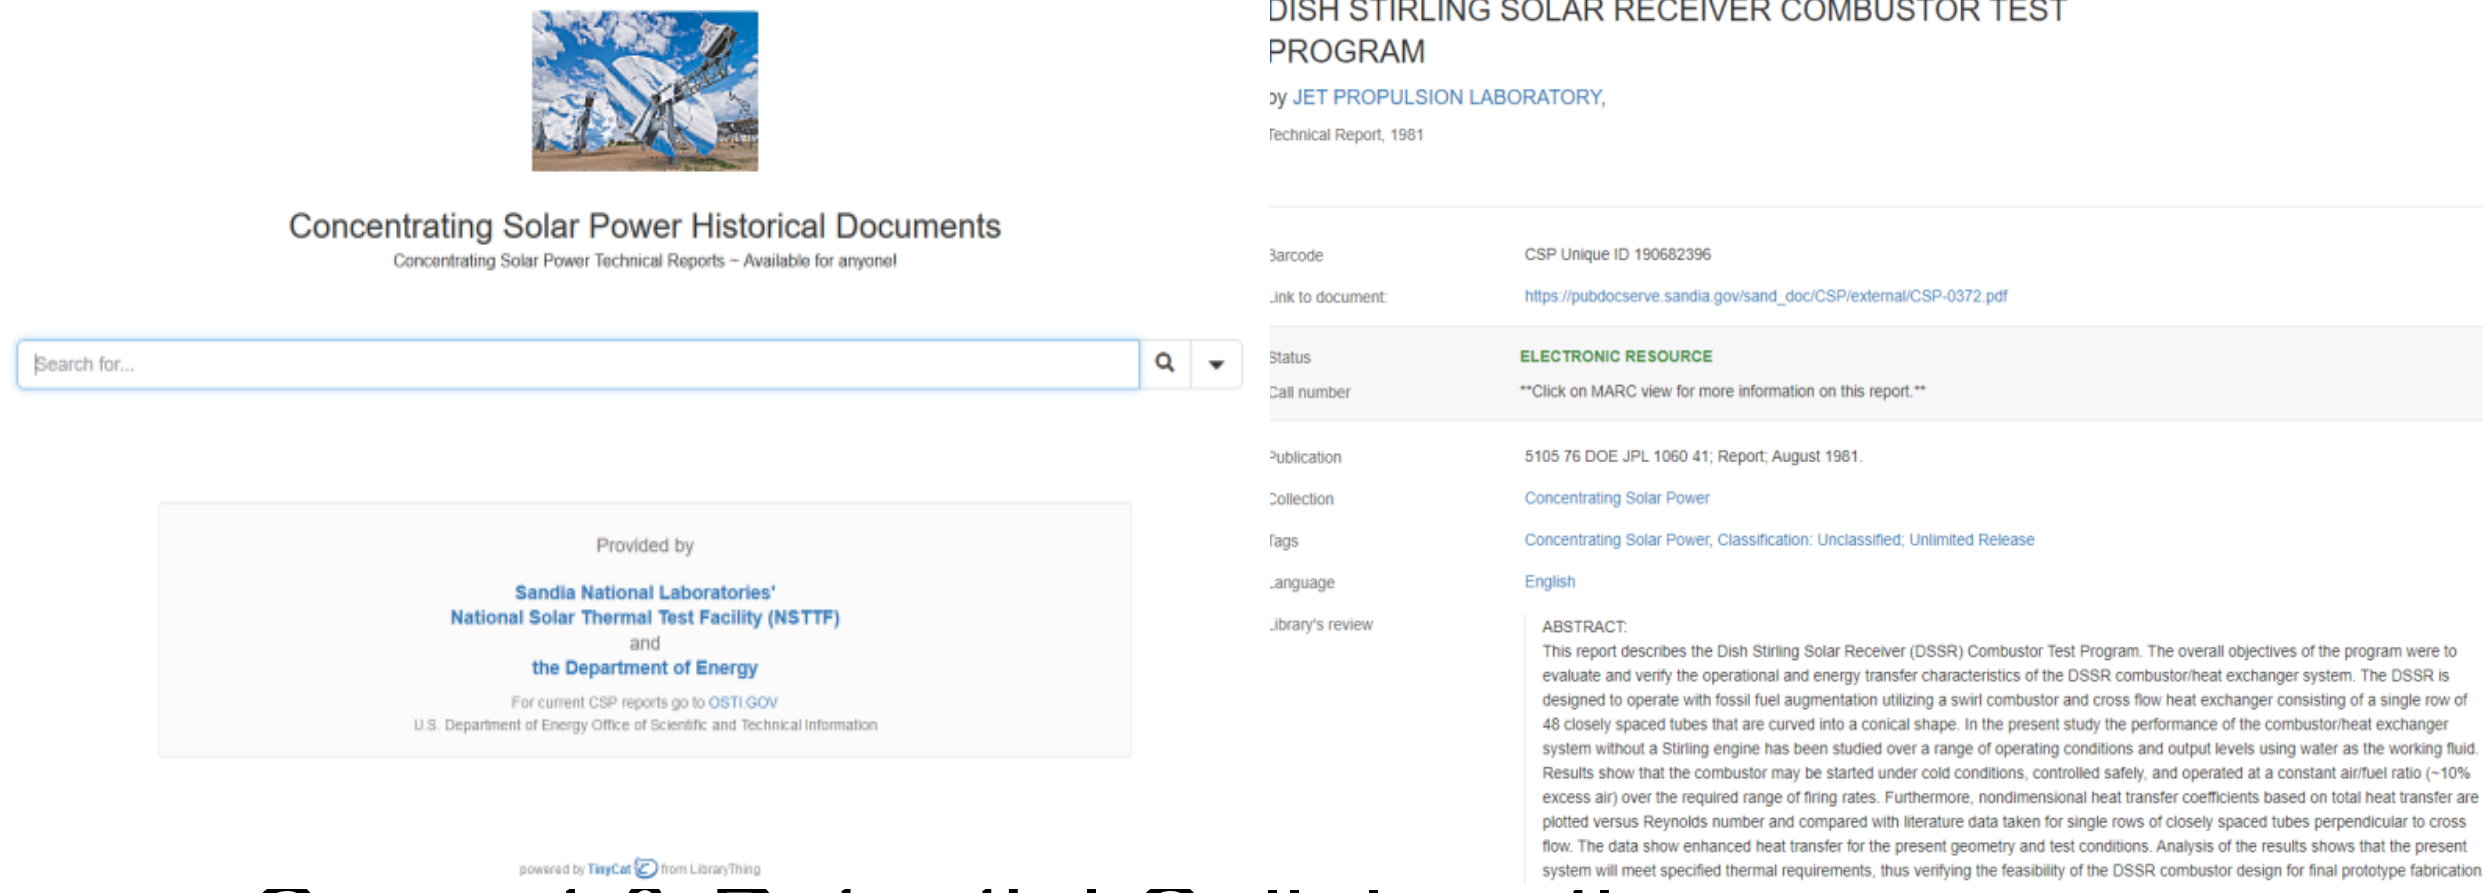 Concentrating Solar Power Historical Documents
Concentrating Solar Power Technical Reports ~ Available for anyone!
Search for...
Provided by
Sandia National Laboratories'
National Solar Thermal Test Facility (NSTTF)
and
the Department of Energy
For current CSP reports go to OSTI.GOV
U.S. Department of Energy Office of Scientific and Technical Information
powered by TinyCat from LibraryThing
DISH STIRLING SOLAR RECEIVER COMBUSTOR TEST
PROGRAM
by JET PROPULSION LABORATORY,
Technical Report, 1981
Barcode CSP Unique ID 190682396
Link to document: https://pubdocserve.sandia.gov/sand_doc/CSP/external/CSP-0372.pdf
Status ELECTRONIC RESOURCE
Call number **Click on MARC view for more information on this report.**
Publication 5105 76 DOE JPL 1060 41; Report; August 1981.
Collection Concentrating Solar Power
Tags Concentrating Solar Power, Classification: Unclassified; Unlimited Release
Language English
Library's review ABSTRACT:
This report describes the Dish Stirling Solar Receiver (DSSR) Combustor Test Program. The overall objectives of the program were to
evaluate and verify the operational and energy transfer characteristics of the DSSR combustor/heat exchanger system. The DSSR is
designed to operate with fossil fuel augmentation utilizing a swirl combustor and cross flow heat exchanger consisting of a single row of
48 closely spaced tubes that are curved into a conical shape. In the present study the performance of the combustor/heat exchanger
system without a Stirling engine has been studied over a range of operating conditions and output levels using water as the working fluid.
Results show that the combustor may be started under cold conditions, controlled safely, and operated at a constant air/fuel ratio (~10%
excess air) over the required range of firing rates. Furthermore, nondimensional heat transfer coefficients based on total heat transfer are
plotted versus Reynolds number and compared with literature data taken for single rows of closely spaced tubes perpendicular to cross
flow. The data show enhanced heat transfer for the present geometry and test conditions. Analysis of the results shows that the present
system will meet specified thermal requirements, thus verifying the feasibility of the DSSR combustor design for final prototype fabrication